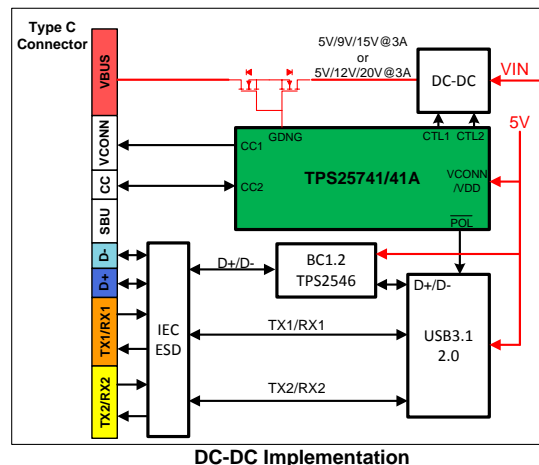 Type C
Connector
5V/9V/15V@3A
or
5V/12V/20V@3A
DC-DC
VIN
VBUS
5V
CTL1 CTL2
GDNG
VCONN
CC1
TPS25741/41A
VCONN
/VDD
CC
CC2
SBU
POL
D-
D+
D+/D-
BC1.2
TPS2546
D+/D-
IEC
ESD
USB3.1
2.0
TX1/RX1
TX1/RX1
TX2/RX2
TX2/RX2
DC-DC Implementation